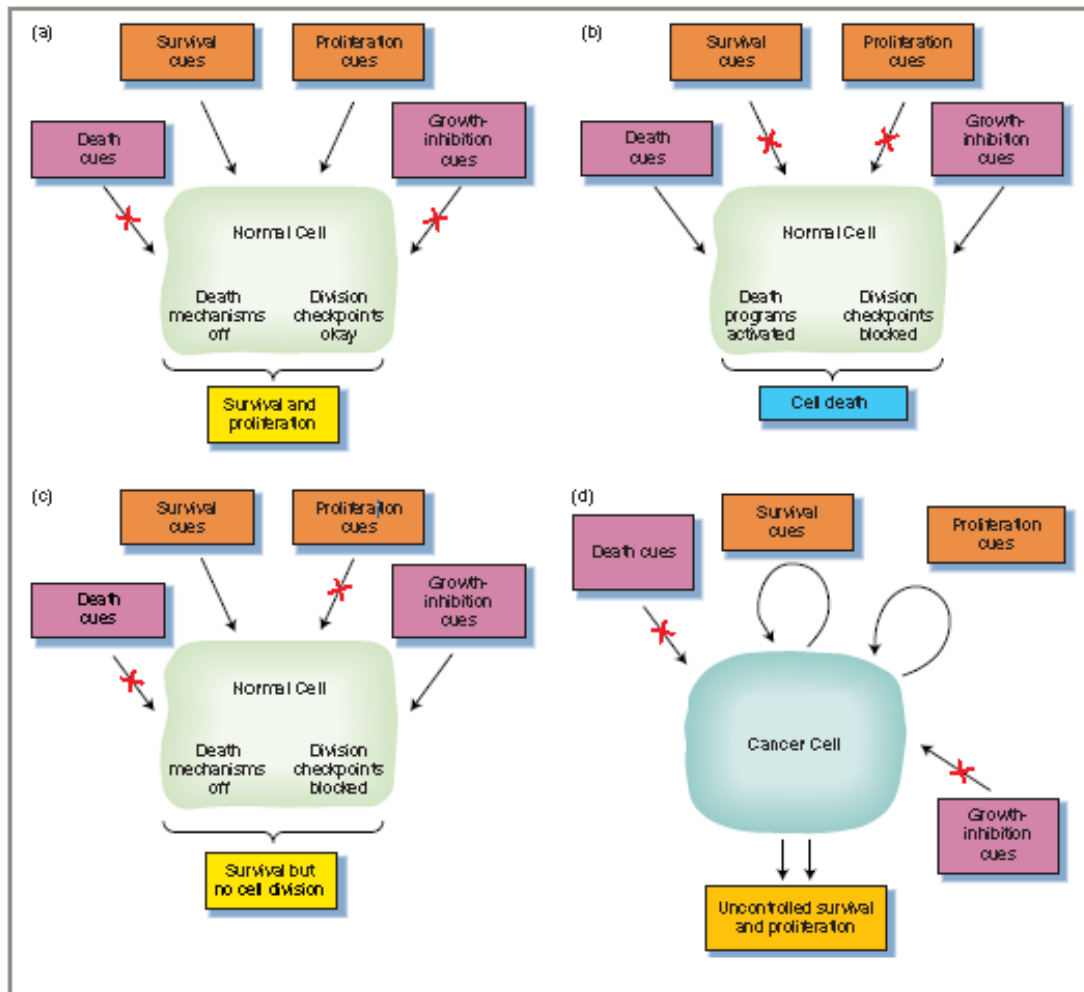 (a)
Survival
cues
Proliferation
cues
Death
cues
Growth-
inhibition
cues
Normal Cell
Death
mechanisms
off
Division
checkpoints
okay
Survival and
proliferation
(b)
Survival
cues
Proliferation
cues
Death
cues
Growth-
inhibition
cues
Normal Cell
Death
programs
activated
Division
checkpoints
blocked
Cell death
(c)
Survival
cues
Proliferation
cues
Death
cues
Growth-
inhibition
cues
Normal Cell
Death
mechanisms
off
Division
checkpoints
blocked
Survival but
no cell division
(d)
Survival
cues
Proliferation
cues
Death cues
Cancer Cell
Growth-
inhibition
cues
Uncontrolled survival
and proliferation